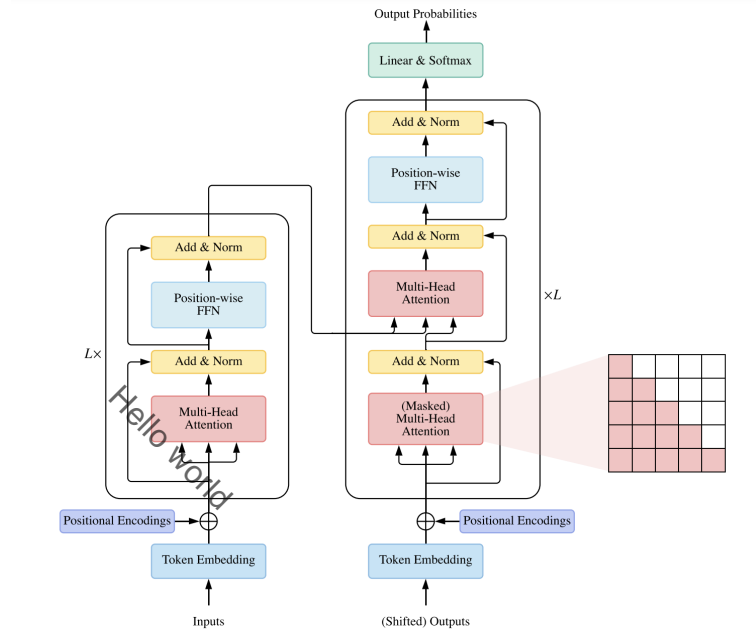 Output Probabilities
Linear & Softmax
Add & Norm
Position-wise
FFN
Add & Norm
Multi-Head
Attention
×L
Add & Norm
(Masked)
Multi-Head
Attention
Positional Encodings
Token Embedding
(Shifted) Outputs
Add & Norm
Position-wise
FFN
L×
Add & Norm
Multi-Head
Attention
Hello world
Positional Encodings
Token Embedding
Inputs